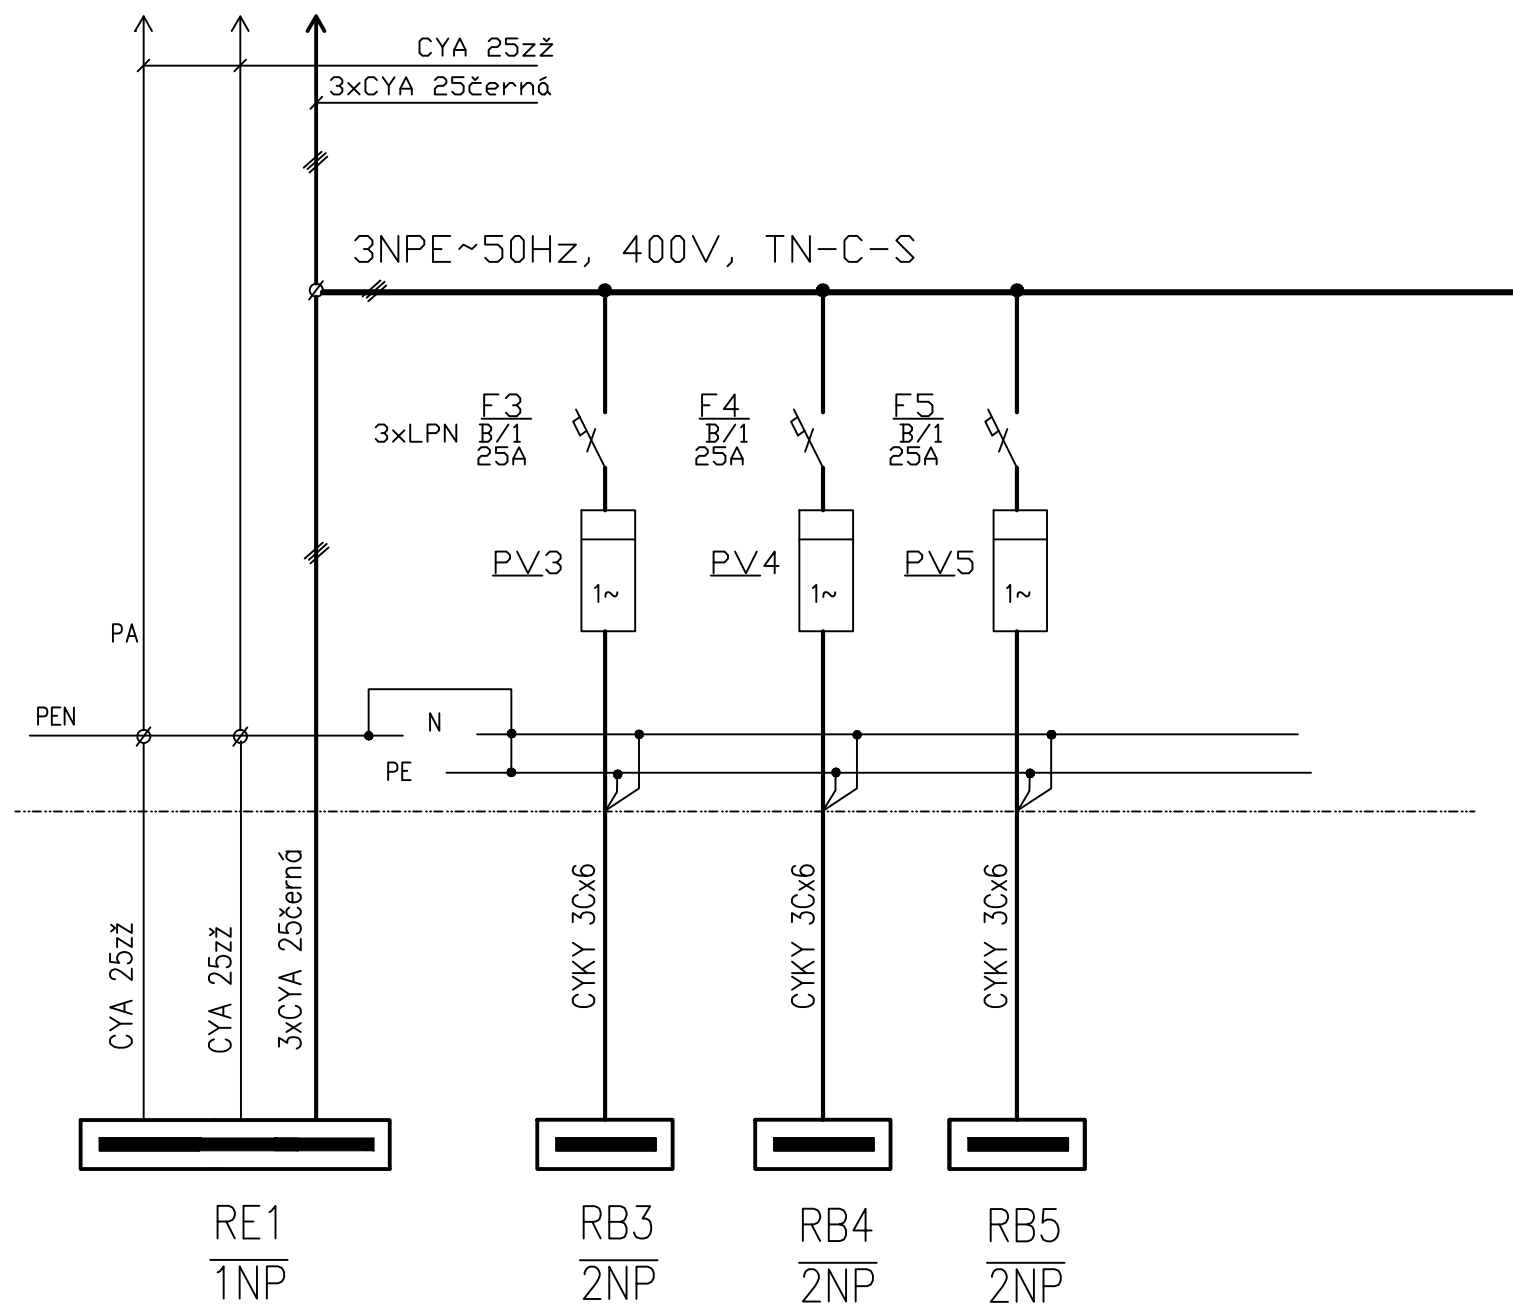 CYA 25zž
3xCYA 25černá
3NPE~50Hz, 400V, TN-C-S
F3
3xLPN B/1
25A
F4
B/1
25A
F5
B/1
25A
PV3
PV4
PV5
1~
1~
1~
PA
PEN
N
PE
CYA 25zž
CYA 25zž
3xCYA 25černá
CYKY 3Cx6
CYKY 3Cx6
CYKY 3Cx6
RE1
1NP
RB3
2NP
RB4
2NP
RB5
2NP